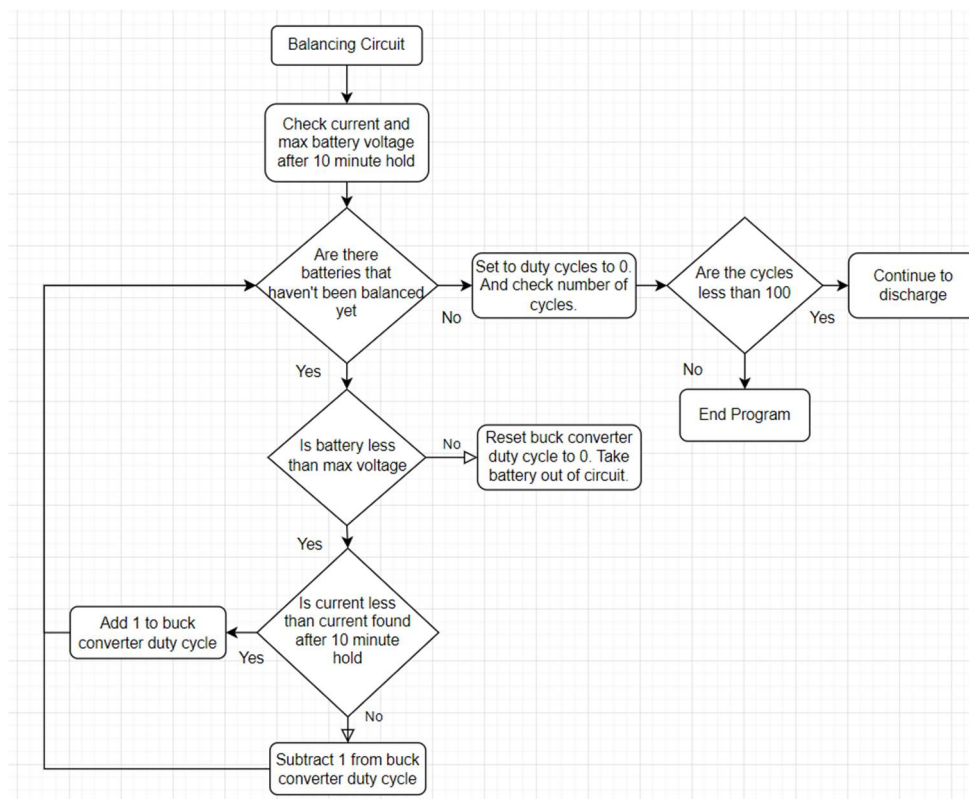 Balancing Circuit
Check current and
max battery voltage
after 10 minute hold
Are there
batteries that
haven't been balanced
yet
No
Set to duty cycles to 0.
And check number of
cycles.
Are the cycles
less than 100
Yes
Continue to
discharge
No
End Program
Yes
Is battery less
than max voltage
No
Reset buck converter
duty cycle to 0. Take
battery out of circuit.
Yes
Is current less
than current found
after 10 minute
hold
Yes
Add 1 to buck
converter duty cycle
No
Subtract 1 from buck
converter duty cycle